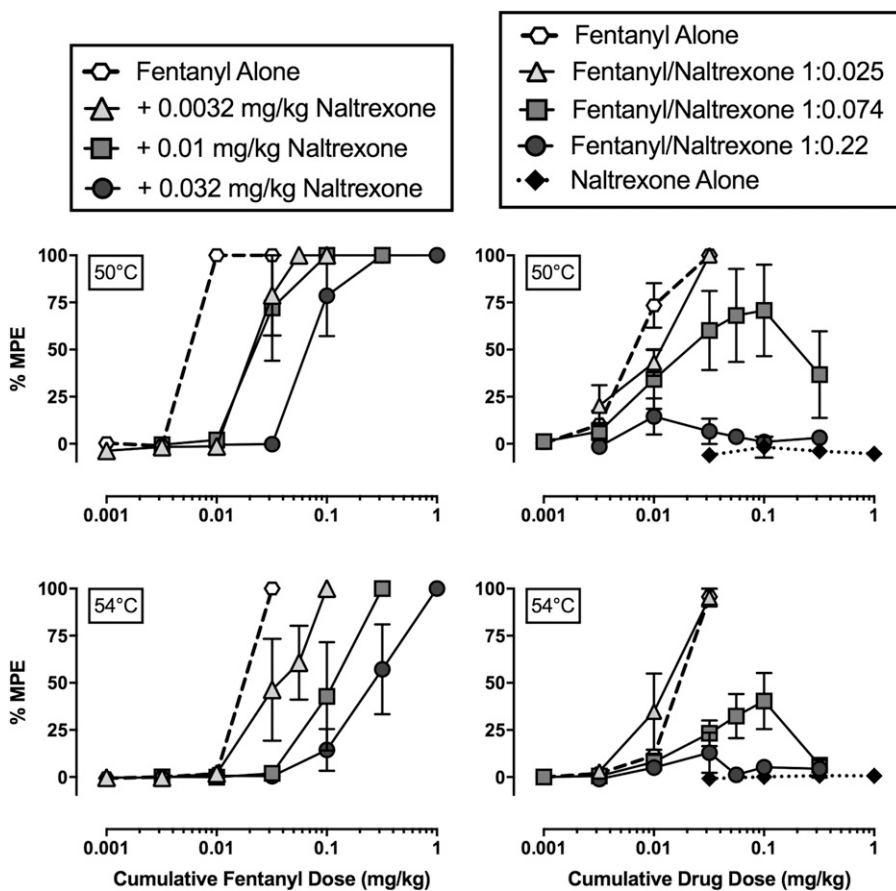 Fentanyl Alone
+ 0.0032 mg/kg Naltrexone
+ 0.01 mg/kg Naltrexone
+ 0.032 mg/kg Naltrexone
Fentanyl Alone
Fentanyl/Naltrexone 1:0.025
Fentanyl/Naltrexone 1:0.074
Fentanyl/Naltrexone 1:0.22
Naltrexone Alone
% MPE
100
75
50
25
0
50°C
0.001 0.01 0.1 1
100
75
50
25
0
50°C
0.001 0.01 0.1 1
% MPE
100
75
50
25
0
54°C
0.001 0.01 0.1 1
Cumulative Fentanyl Dose (mg/kg)
100
75
50
25
0
54°C
0.001 0.01 0.1 1
Cumulative Drug Dose (mg/kg)